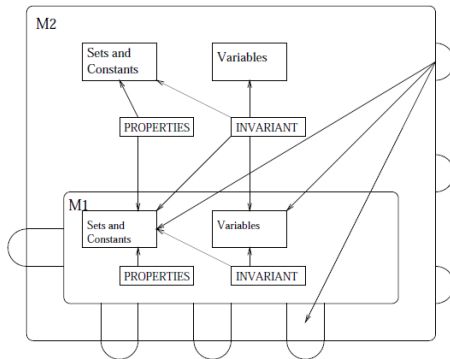 M2
Sets and
Constants
Variables
PROPERTIES
INVARIANT
M1
Sets and
Constants
Variables
PROPERTIES
INVARIANT